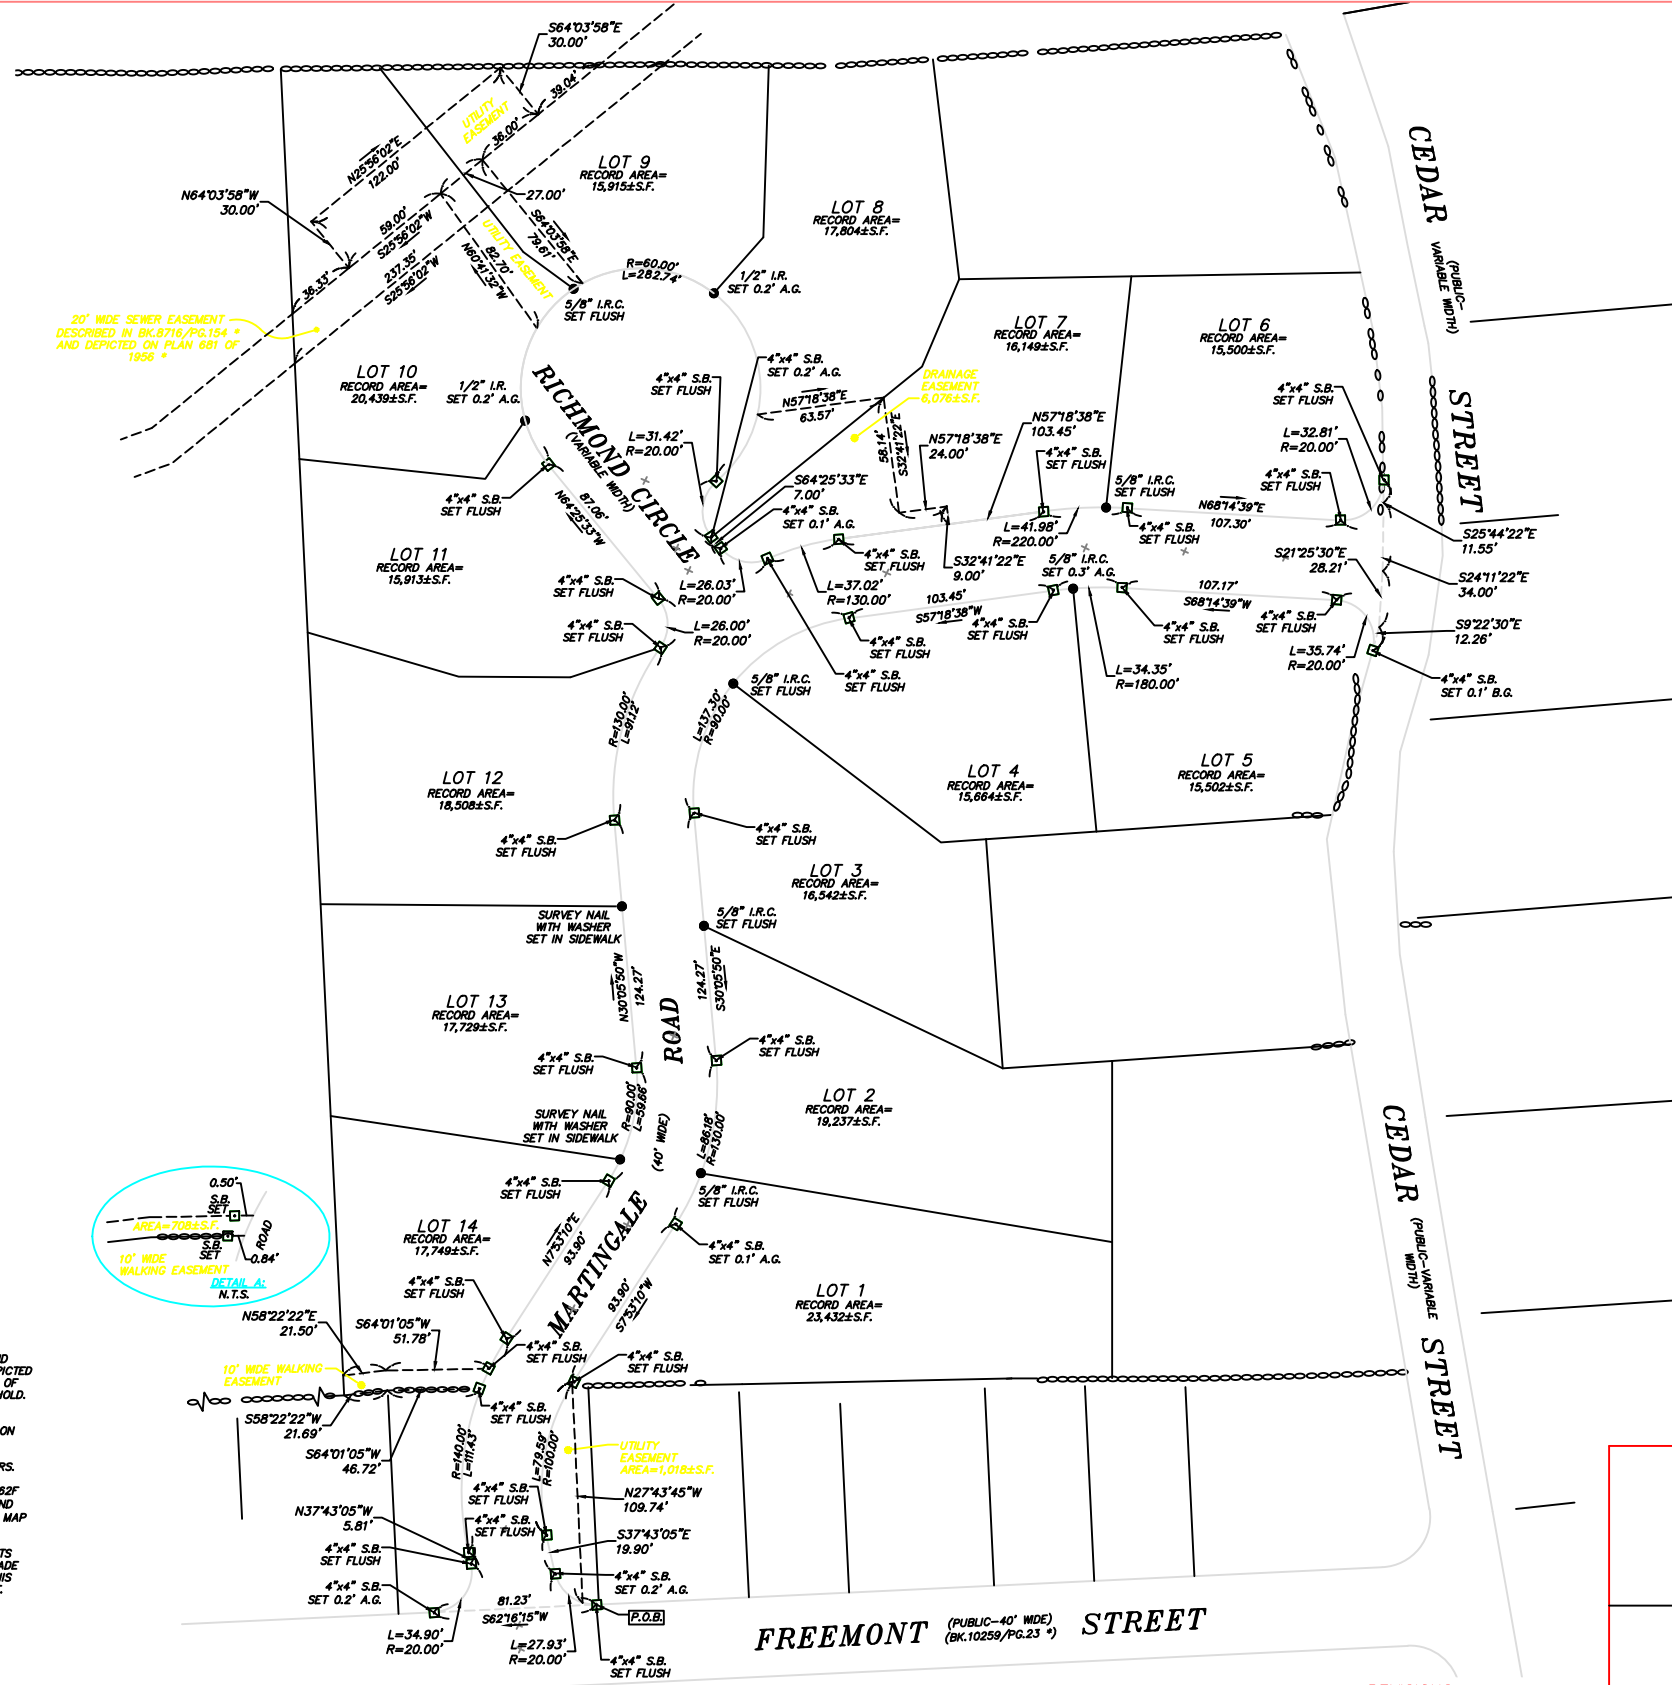 S64°03'58"E
30.00'
39.04'
UTILITY
EASEMENT
36.00'
N25°56'02"E
122.00'
N64°03'58"W
30.00'
27.00'
59.00'
S25°56'02"W
237.35'
S25°56'02"W
36.33'
S64°03'58"E
79.61'
UTILITY EASEMENT
82.70'
N60°41'32"W
LOT 9
RECORD AREA=
15,915±S.F.
LOT 8
RECORD AREA=
17,804±S.F.
R=60.00'
L=282.74'
1/2" I.R.
SET 0.2' A.G.
5/8" I.R.C.
SET FLUSH
20' WIDE SEWER EASEMENT
DESCRIBED IN BK.8716/PG.154 *
AND DEPICTED ON PLAN 681 OF
1956 *
LOT 10
RECORD AREA=
20,439±S.F.
1/2" I.R.
SET 0.2' A.G.
RICHMOND CIRCLE
(VARIABLE WIDTH)
4"x4" S.B.
SET FLUSH
4"x4" S.B.
SET 0.2' A.G.
N57°18'38"E
63.57'
DRAINAGE
EASEMENT
6,076±S.F.
LOT 7
RECORD AREA=
16,149±S.F.
LOT 6
RECORD AREA=
15,500±S.F.
CEDAR
STREET
(PUBLIC-
VARIABLE WIDTH)
L=31.42'
R=20.00'
58.14'
S32°41'22"E
N57°18'38"E
24.00'
N57°18'38"E
103.45'
4"x4" S.B.
SET FLUSH
5/8" I.R.C.
SET FLUSH
4"x4" S.B.
SET FLUSH
L=32.81'
R=20.00'
4"x4" S.B.
SET FLUSH
N68°14'39"E
107.30'
4"x4" S.B.
SET FLUSH
S25°44'22"E
11.55'
S21°25'30"E
28.21'
S24°11'22"E
34.00'
S9°22'30"E
12.26'
4"x4" S.B.
SET 0.1' B.G.
L=35.74'
R=20.00'
4"x4" S.B.
SET FLUSH
107.17'
S68°14'39"W
4"x4" S.B.
SET FLUSH
L=34.35'
R=180.00'
5/8" I.R.C.
SET 0.3' A.G.
L=41.98'
R=220.00'
S32°41'22"E
9.00'
4"x4" S.B.
SET FLUSH
S64°25'33"E
7.00'
4"x4" S.B.
SET 0.1' A.G.
L=37.02'
R=130.00'
103.45'
S57°18'38"W
4"x4" S.B.
SET FLUSH
4"x4" S.B.
SET FLUSH
4"x4" S.B.
SET FLUSH
L=26.03'
R=20.00'
4"x4" S.B.
SET FLUSH
87.06'
N64°25'33"W
LOT 11
RECORD AREA=
15,913±S.F.
4"x4" S.B.
SET FLUSH
4"x4" S.B.
SET FLUSH
L=26.00'
R=20.00'
5/8" I.R.C.
SET FLUSH
R=130.00'
L=91.12'
L=137.30'
R=90.00'
LOT 12
RECORD AREA=
18,508±S.F.
4"x4" S.B.
SET FLUSH
4"x4" S.B.
SET FLUSH
LOT 4
RECORD AREA=
15,664±S.F.
LOT 5
RECORD AREA=
15,502±S.F.
LOT 3
RECORD AREA=
16,542±S.F.
SURVEY NAIL
WITH WASHER
SET IN SIDEWALK
5/8" I.R.C.
SET FLUSH
N30°05'50"W
124.27'
124.27'
S30°05'50"E
LOT 13
RECORD AREA=
17,729±S.F.
MARTINGALE ROAD
(40' WIDE)
4"x4" S.B.
SET FLUSH
4"x4" S.B.
SET FLUSH
R=90.00'
L=59.66'
L=86.18'
R=130.00'
LOT 2
RECORD AREA=
19,237±S.F.
SURVEY NAIL
WITH WASHER
SET IN SIDEWALK
4"x4" S.B.
SET FLUSH
5/8" I.R.C.
SET FLUSH
CEDAR
STREET
(PUBLIC-VARIABLE
WIDTH)
0.50'
S.B.
SET
AREA=708±S.F.
S.B.
SET
0.84'
ROAD
10' WIDE
WALKING EASEMENT
DETAIL A:
N.T.S.
LOT 14
RECORD AREA=
17,749±S.F.
N7°53'10"E
93.90'
93.90'
S7°53'10"W
4"x4" S.B.
SET 0.1' A.G.
4"x4" S.B.
SET FLUSH
LOT 1
RECORD AREA=
23,432±S.F.
N58°22'22"E
21.50'
S64°01'05"W
51.78'
10' WIDE WALKING
EASEMENT
4"x4" S.B.
SET FLUSH
4"x4" S.B.
SET FLUSH
4"x4" S.B.
SET FLUSH
S58°22'22"W
21.69'
S64°01'05"W
46.72'
R=140.00'
L=111.43'
L=79.59'
R=100.00'
UTILITY
EASEMENT
AREA=1,018±S.F.
N27°43'45"W
109.74'
4"x4" S.B.
SET FLUSH
4"x4" S.B.
SET FLUSH
N37°43'05"W
5.81'
4"x4" S.B.
SET FLUSH
S37°43'05"E
19.90'
4"x4" S.B.
SET 0.2' A.G.
4"x4" S.B.
SET 0.2' A.G.
81.23'
S62°16'15"W
P.O.B.
L=34.90'
R=20.00'
L=27.93'
R=20.00'
4"x4" S.B.
SET FLUSH
FREEMONT STREET
(PUBLIC-40' WIDE)
(BK.10259/PG.23 *)
OF
HOLD.
ON
RS.
62F
ND
MAP
TS
ADE